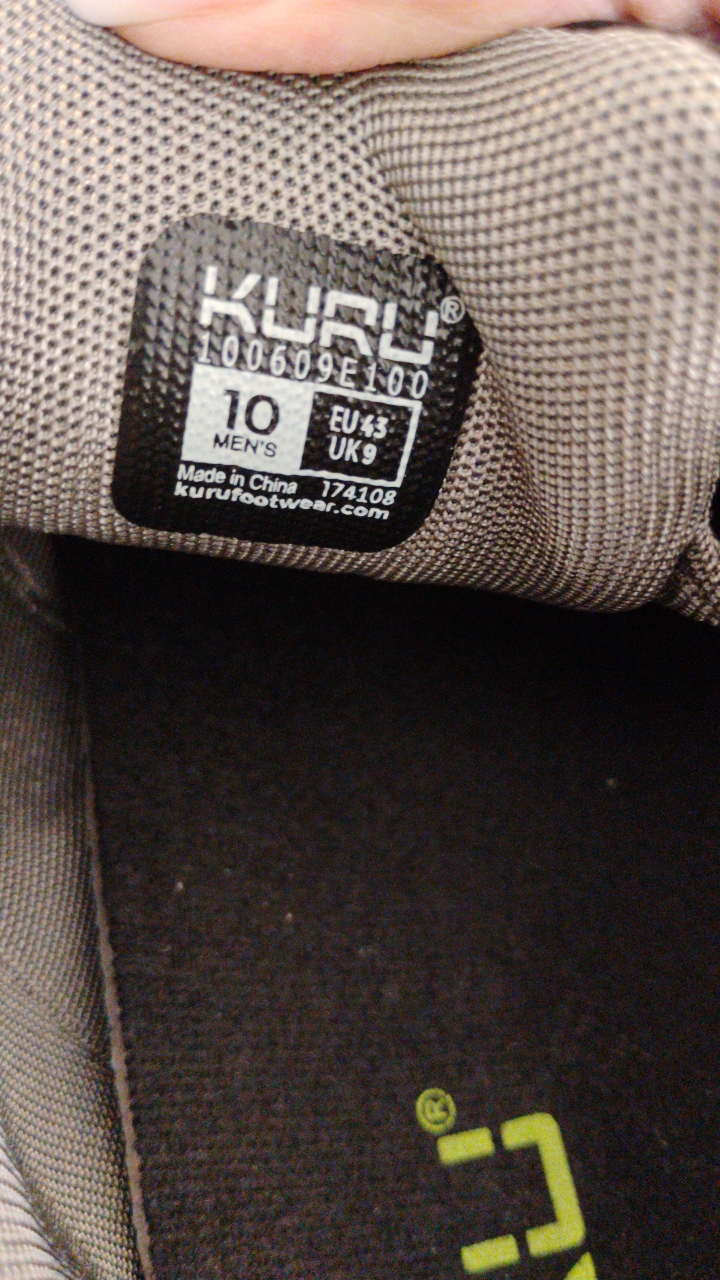 KURU®
100609E100
10
MEN'S
EU 43
UK 9
Made in China 174108
kurufootwear.com
®